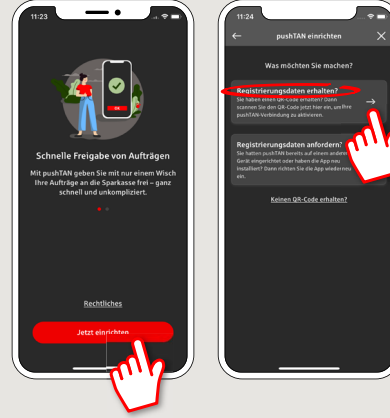 11:23
OK
Schnelle Freigabe von Aufträgen
Mit pushTAN geben Sie mit nur einem Wisch
Ihre Aufträge an die Sparkasse frei – ganz
schnell und unkompliziert.
Rechtliches
Jetzt einrichten
11:24
pushTAN einrichten
Was möchten Sie machen?
Registrierungsdaten erhalten?
Sie haben einen QR-Code erhalten? Dann
scannen Sie den QR-Code jetzt hier ein, um Ihre
pushTAN-Verbindung zu aktivieren.
Registrierungsdaten anfordern?
Sie hatten pushTAN bereits auf einem anderen
Gerät eingerichtet oder haben die App neu
installiert? Dann richten Sie die App wieder neu
ein.
Keinen QR-Code erhalten?